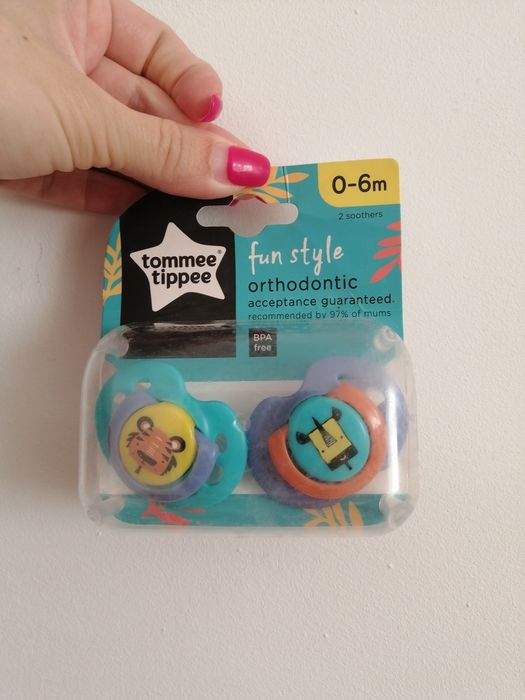 0-6m
2 soothers
tommee®
tippee
fun style
orthodontic
acceptance guaranteed.
recommended by 97% of mums
BPA
free